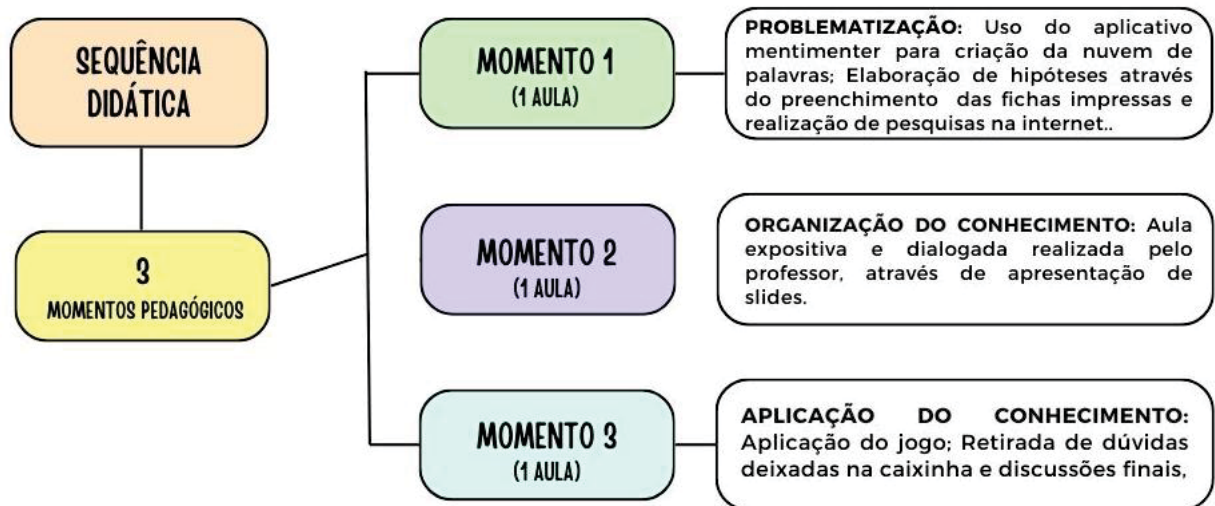 SEQUÊNCIA
DIDÁTICA
3
MOMENTOS PEDAGÓGICOS
MOMENTO 1
(1 AULA)
PROBLEMATIZAÇÃO: Uso do aplicativo
mentimenter para criação da nuvem de
palavras; Elaboração de hipóteses através
do preenchimento das fichas impressas e
realização de pesquisas na internet..
MOMENTO 2
(1 AULA)
ORGANIZAÇÃO DO CONHECIMENTO: Aula
expositiva e dialogada realizada pelo
professor, através de apresentação de
slides.
MOMENTO 3
(1 AULA)
APLICAÇÃO DO CONHECIMENTO:
Aplicação do jogo; Retirada de dúvidas
deixadas na caixinha e discussões finais,